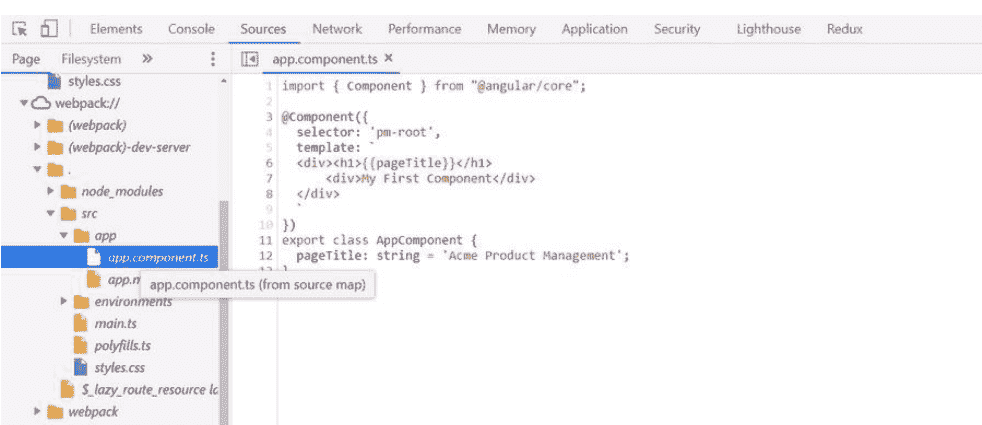 Elements Console Sources Network Performance Memory Application Security Lighthouse Redux
Page Filesystem » app.component.ts ×
styles.css
webpack://
(webpack)
(webpack)-dev-server
.
node_modules
src
app
app.component.ts
app.m
app.component.ts (from source map)
environments
main.ts
polyfills.ts
styles.css
$_lazy_route_resource
webpack
1 import { Component } from "@angular/core";
2
3 @Component({
4 selector: 'pm-root',
5 template: `
6 <div><h1>{{pageTitle}}</h1>
7 <div>My First Component</div>
8 </div>
9 `
10 })
11 export class AppComponent {
12 pageTitle: string = 'Acme Product Management';